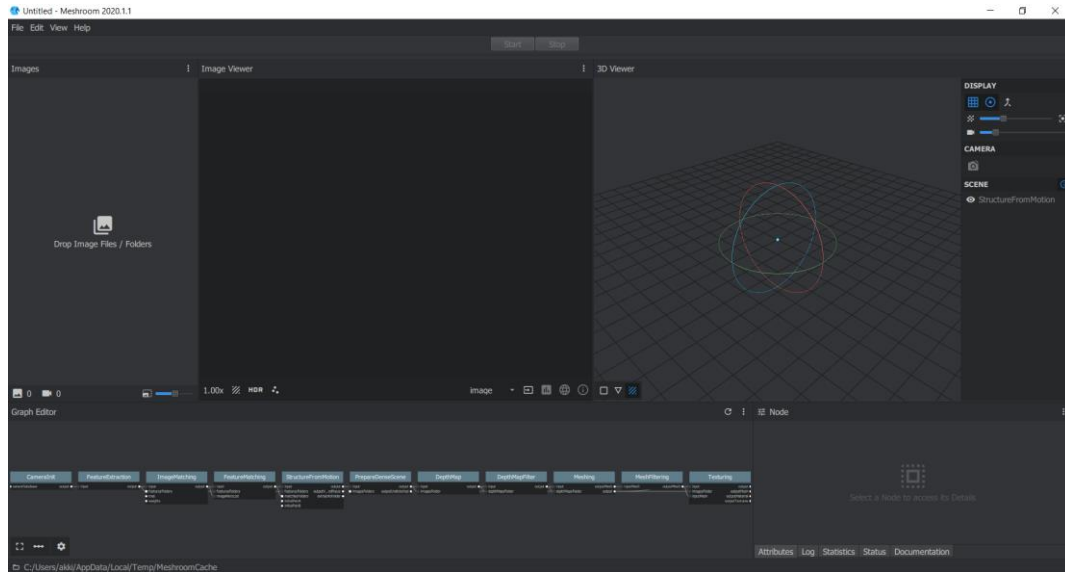 Untitled - Meshroom 2020.1.1
File Edit View Help
Start Stop
Images
Image Viewer
3D Viewer
DISPLAY
CAMERA
SCENE
StructureFromMotion
Drop Image Files / Folders
0 0
1.00x HDR image
Graph Editor
Node
CameraInit FeatureExtraction ImageMatching FeatureMatching StructureFromMotion PrepareDenseScene DepthMap DepthMapFilter Meshing MeshFiltering Texturing
Select a Node to access its Details
Attributes Log Statistics Status Documentation
C:/Users/akki/AppData/Local/Temp/MeshroomCache